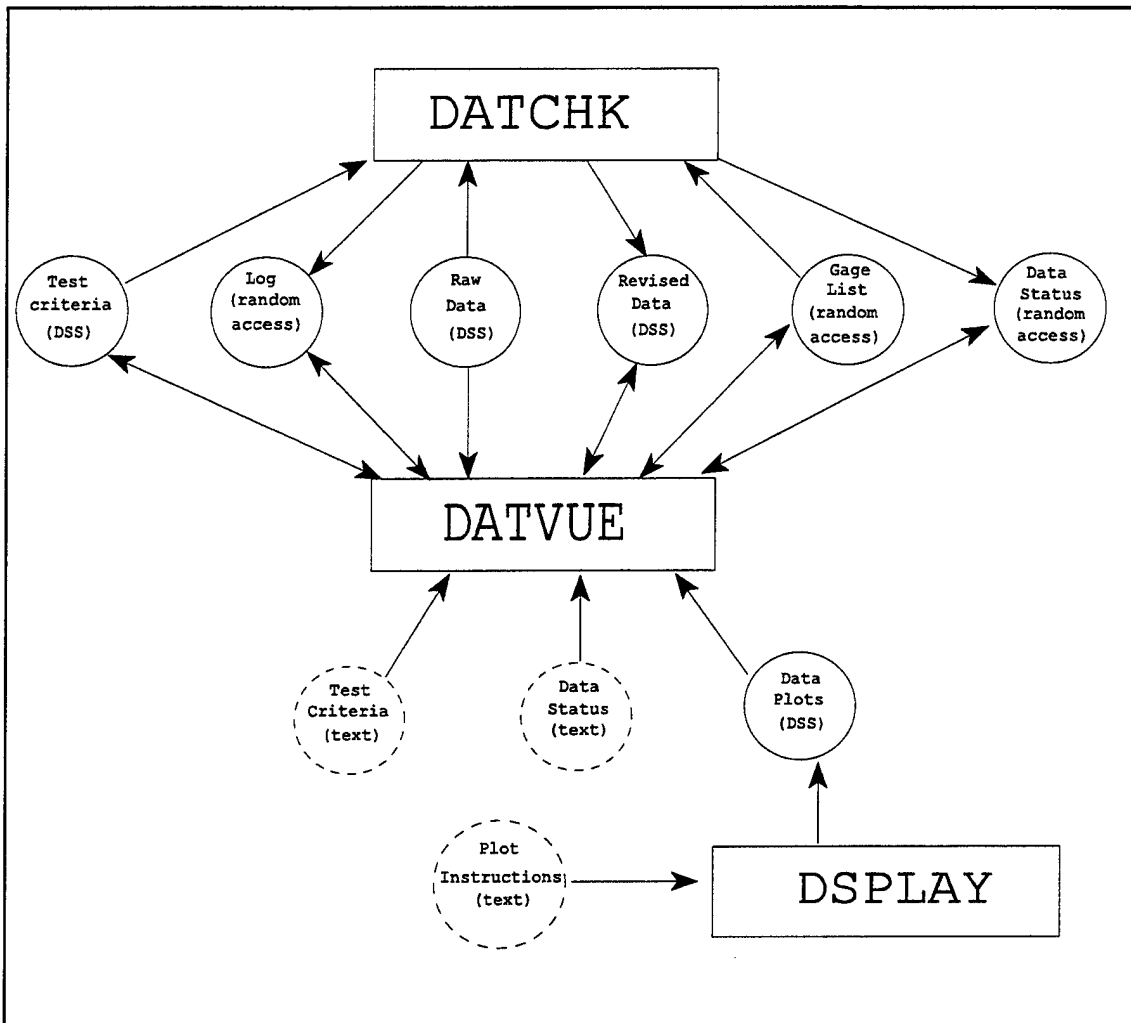 DATCHK
Test
criteria
(DSS)
Log
(random
access)
Raw
Data
(DSS)
Revised
Data
(DSS)
Gage
List
(random
access)
Data
Status
(random
access)
DATVUE
Test
Criteria
(text)
Data
Status
(text)
Data
Plots
(DSS)
Plot
Instructions
(text)
DSPLAY